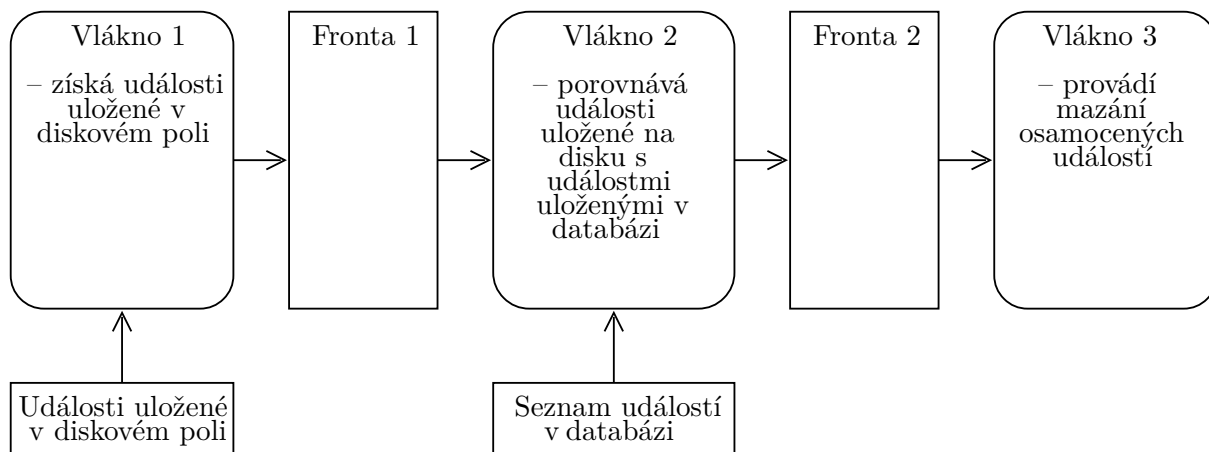 Vlákno 1
– získá události
uložené v
diskovém poli
Fronta 1
Vlákno 2
– porovnává
události
uložené na
disku s
událostmi
uloženými v
databázi
Fronta 2
Vlákno 3
– provádí
mazání
osamocených
událostí
Události uložené
v diskovém poli
Seznam událostí
v databázi